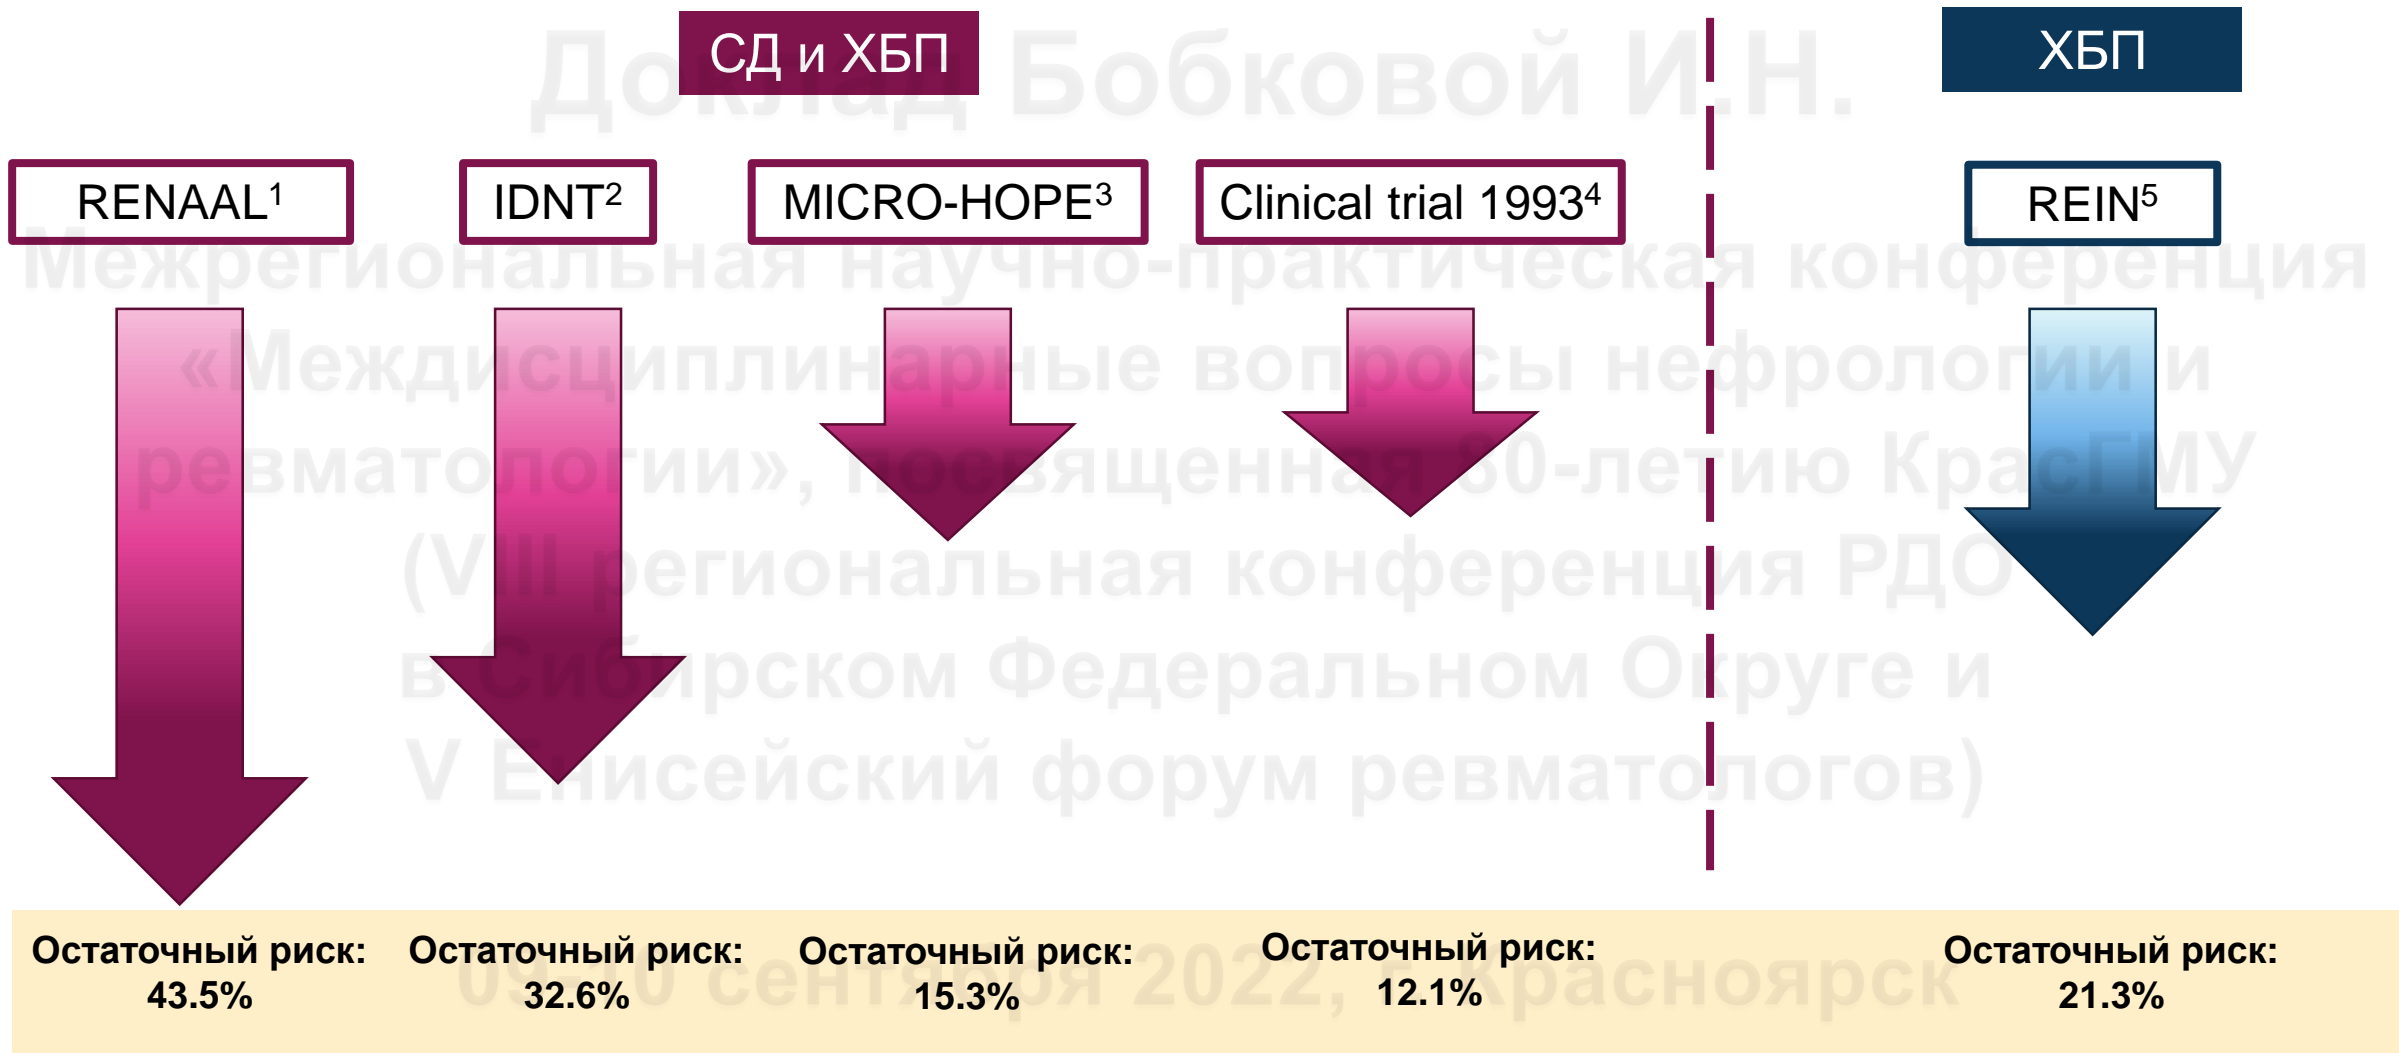 СД и ХБП
ХБП
Доклад Бобковой И.Н.
RENAAL¹
IDNT²
MICRO-HOPE³
Clinical trial 1993⁴
REIN⁵
Межрегиональная научно-практическая конференция
«Междисциплинарные вопросы нефрологии и
ревматологии», посвященная 80-летию КрасГМУ
(VIII региональная конференция РДО
в Сибирском Федеральном Округе и
V Енисейский форум ревматологов)
09-10 сентября 2022, г. Красноярск
Остаточный риск:
43.5%
Остаточный риск:
32.6%
Остаточный риск:
15.3%
Остаточный риск:
12.1%
Остаточный риск:
21.3%